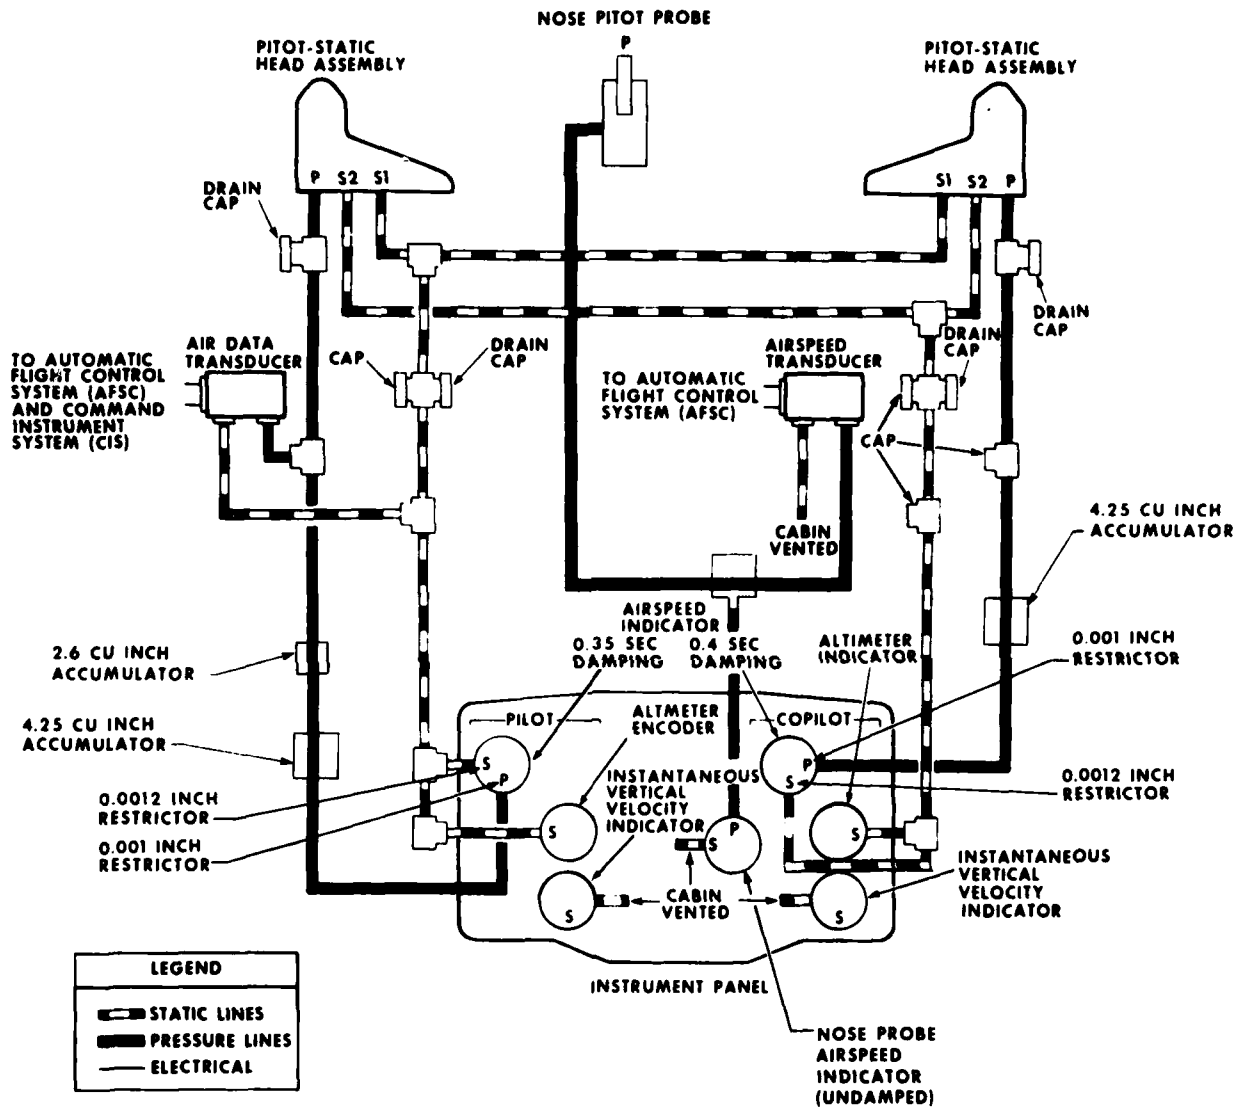 NOSE PITOT PROBE
P
PITOT-STATIC
HEAD ASSEMBLY
PITOT-STATIC
HEAD ASSEMBLY
P S2 S1
S1 S2 P
DRAIN
CAP
DRAIN
CAP
AIR DATA
TRANSDUCER
TO AUTOMATIC
FLIGHT CONTROL
SYSTEM (AFSC)
AND COMMAND
INSTRUMENT
SYSTEM (CIS)
CAP
DRAIN
CAP
AIRSPEED
TRANSDUCER
TO AUTOMATIC
FLIGHT CONTROL
SYSTEM (AFSC)
DRAIN
CAP
CAP
CABIN
VENTED
4.25 CU INCH
ACCUMULATOR
AIRSPEED
INDICATOR
0.35 SEC
DAMPING
0.4 SEC
DAMPING
ALTIMETER
INDICATOR
0.001 INCH
RESTRICTOR
2.6 CU INCH
ACCUMULATOR
4.25 CU INCH
ACCUMULATOR
PILOT
ALTMETER
ENCODER
COPILOT
S
P
P
S
INSTANTANEOUS
VERTICAL
VELOCITY
INDICATOR
0.0012 INCH
RESTRICTOR
0.001 INCH
RESTRICTOR
0.0012 INCH
RESTRICTOR
S
P
S
S
INSTANTANEOUS
VERTICAL
VELOCITY
INDICATOR
S
CABIN
VENTED
S
INSTRUMENT PANEL
LEGEND
STATIC LINES
PRESSURE LINES
ELECTRICAL
NOSE PROBE
AIRSPEED
INDICATOR
(UNDAMPED)